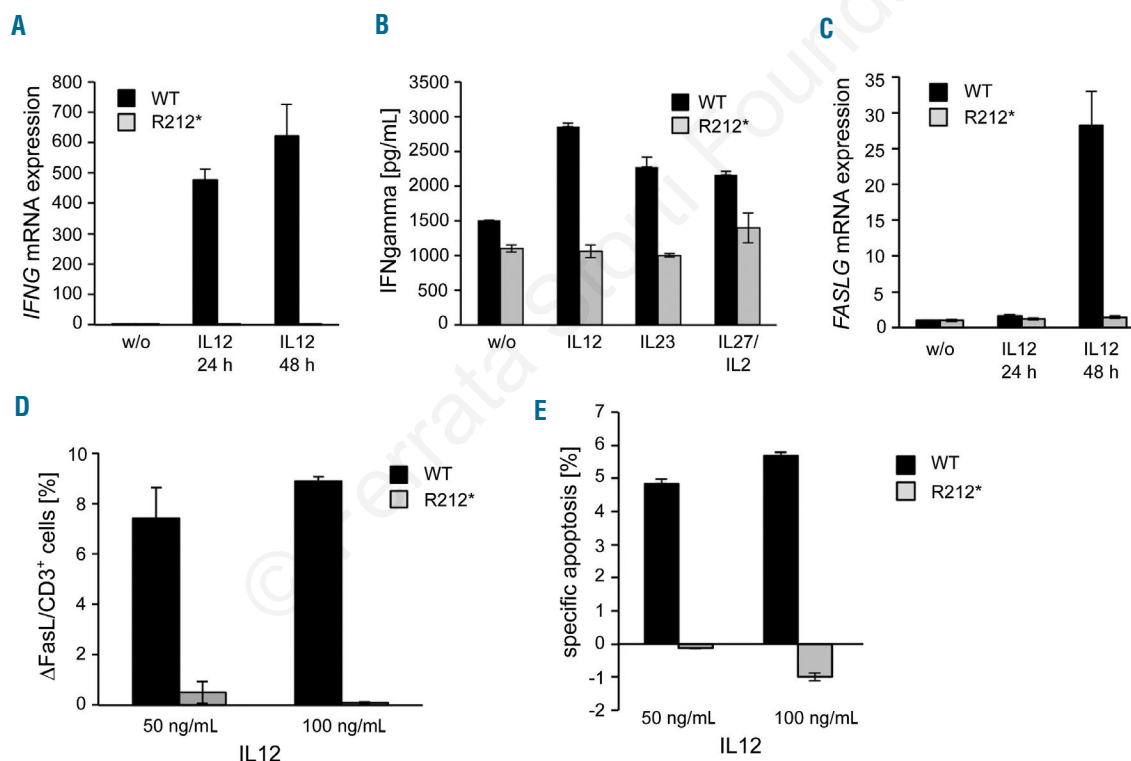 A
IFNG mRNA expression
800
700
600
500
400
300
200
100
0
WT
R212*
w/o
IL12
24 h
IL12
48 h
B
IFNgamma [pg/mL]
3500
3000
2500
2000
1500
1000
500
0
WT
R212*
w/o
IL12
IL23
IL27/
IL2
C
FASLG mRNA expression
35
30
25
20
15
10
5
0
WT
R212*
w/o
IL12
24 h
IL12
48 h
D
ΔFasL/CD3⁺ cells [%]
10
8
6
4
2
0
WT
R212*
50 ng/mL
100 ng/mL
IL12
E
specific apoptosis [%]
7
6
5
4
3
2
1
0
-1
-2
WT
R212*
50 ng/mL
100 ng/mL
IL12
© Ferrata Storti Found